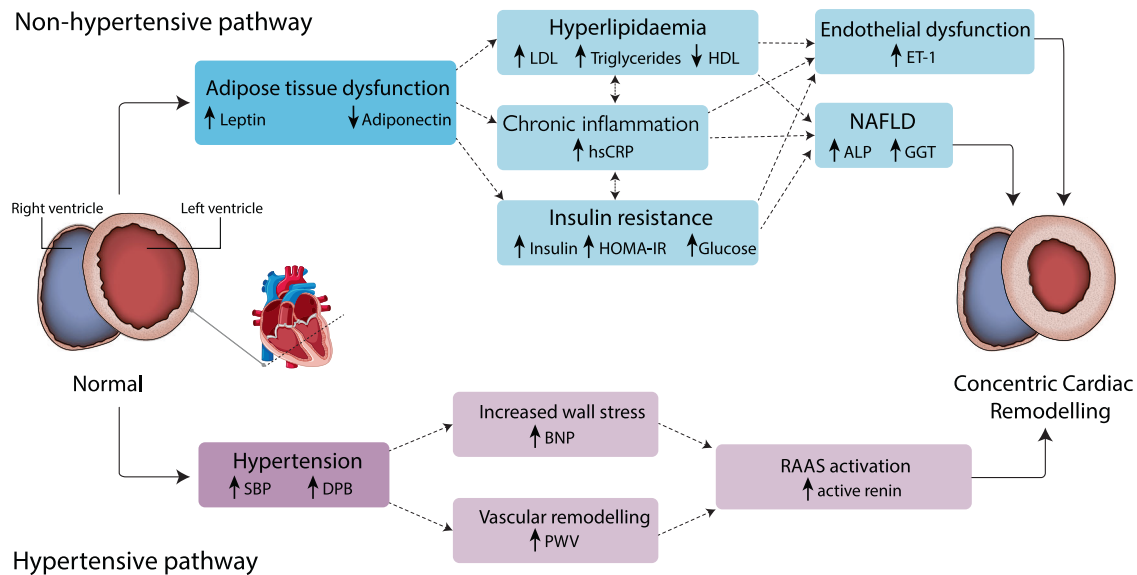 Non-hypertensive pathway
Adipose tissue dysfunction
Leptin Adiponectin
Hyperlipidaemia
LDL Triglycerides HDL
Chronic inflammation
hsCRP
Insulin resistance
Insulin HOMA-IR Glucose
Endothelial dysfunction
ET-1
NAFLD
ALP GGT
Right ventricle Left ventricle
Normal
Concentric Cardiac
Remodelling
Hypertension
SBP DPB
Increased wall stress
BNP
Vascular remodelling
PWV
RAAS activation
active renin
Hypertensive pathway